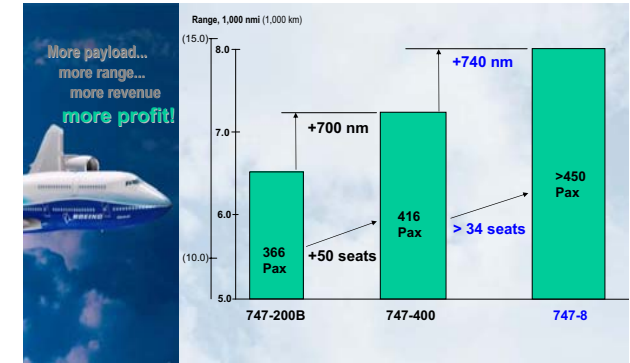 Range, 1,000 nmi (1,000 km)
More payload...
more range...
more revenue
more profit!
BOEING
(15.0)
8.0
7.0
6.0
(10.0)
5.0
+740 nm
+700 nm
>450
Pax
416
Pax
> 34 seats
366
Pax
+50 seats
747-200B
747-400
747-8